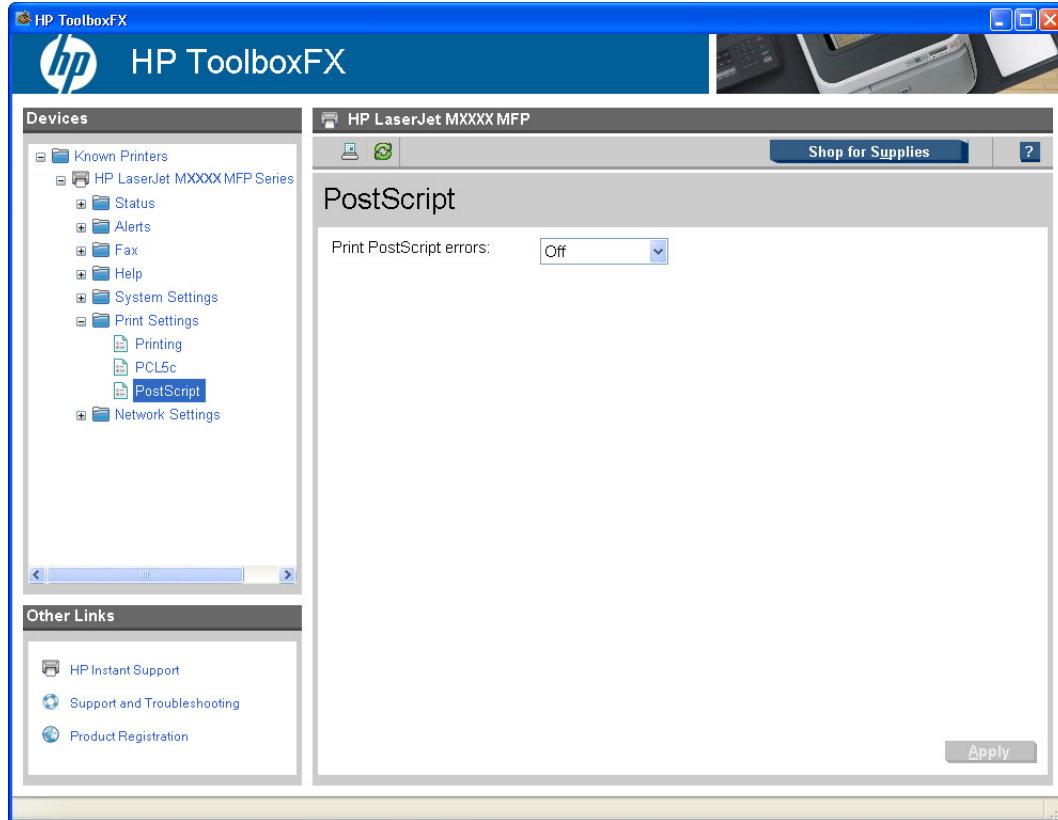 HP ToolboxFX
hp HP ToolboxFX
Devices
Known Printers
HP LaserJet MXXXX MFP Series
Status
Alerts
Fax
Help
System Settings
Print Settings
Printing
PCL5c
PostScript
Network Settings
Other Links
HP Instant Support
Support and Troubleshooting
Product Registration
HP LaserJet MXXXX MFP
Shop for Supplies ?
PostScript
Print PostScript errors: Off
Apply